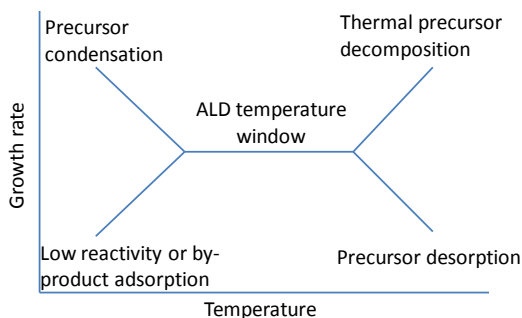 Precursor
condensation
Thermal precursor
decomposition
ALD temperature
window
Growth rate
Low reactivity or by-
product adsorption
Precursor desorption
Temperature